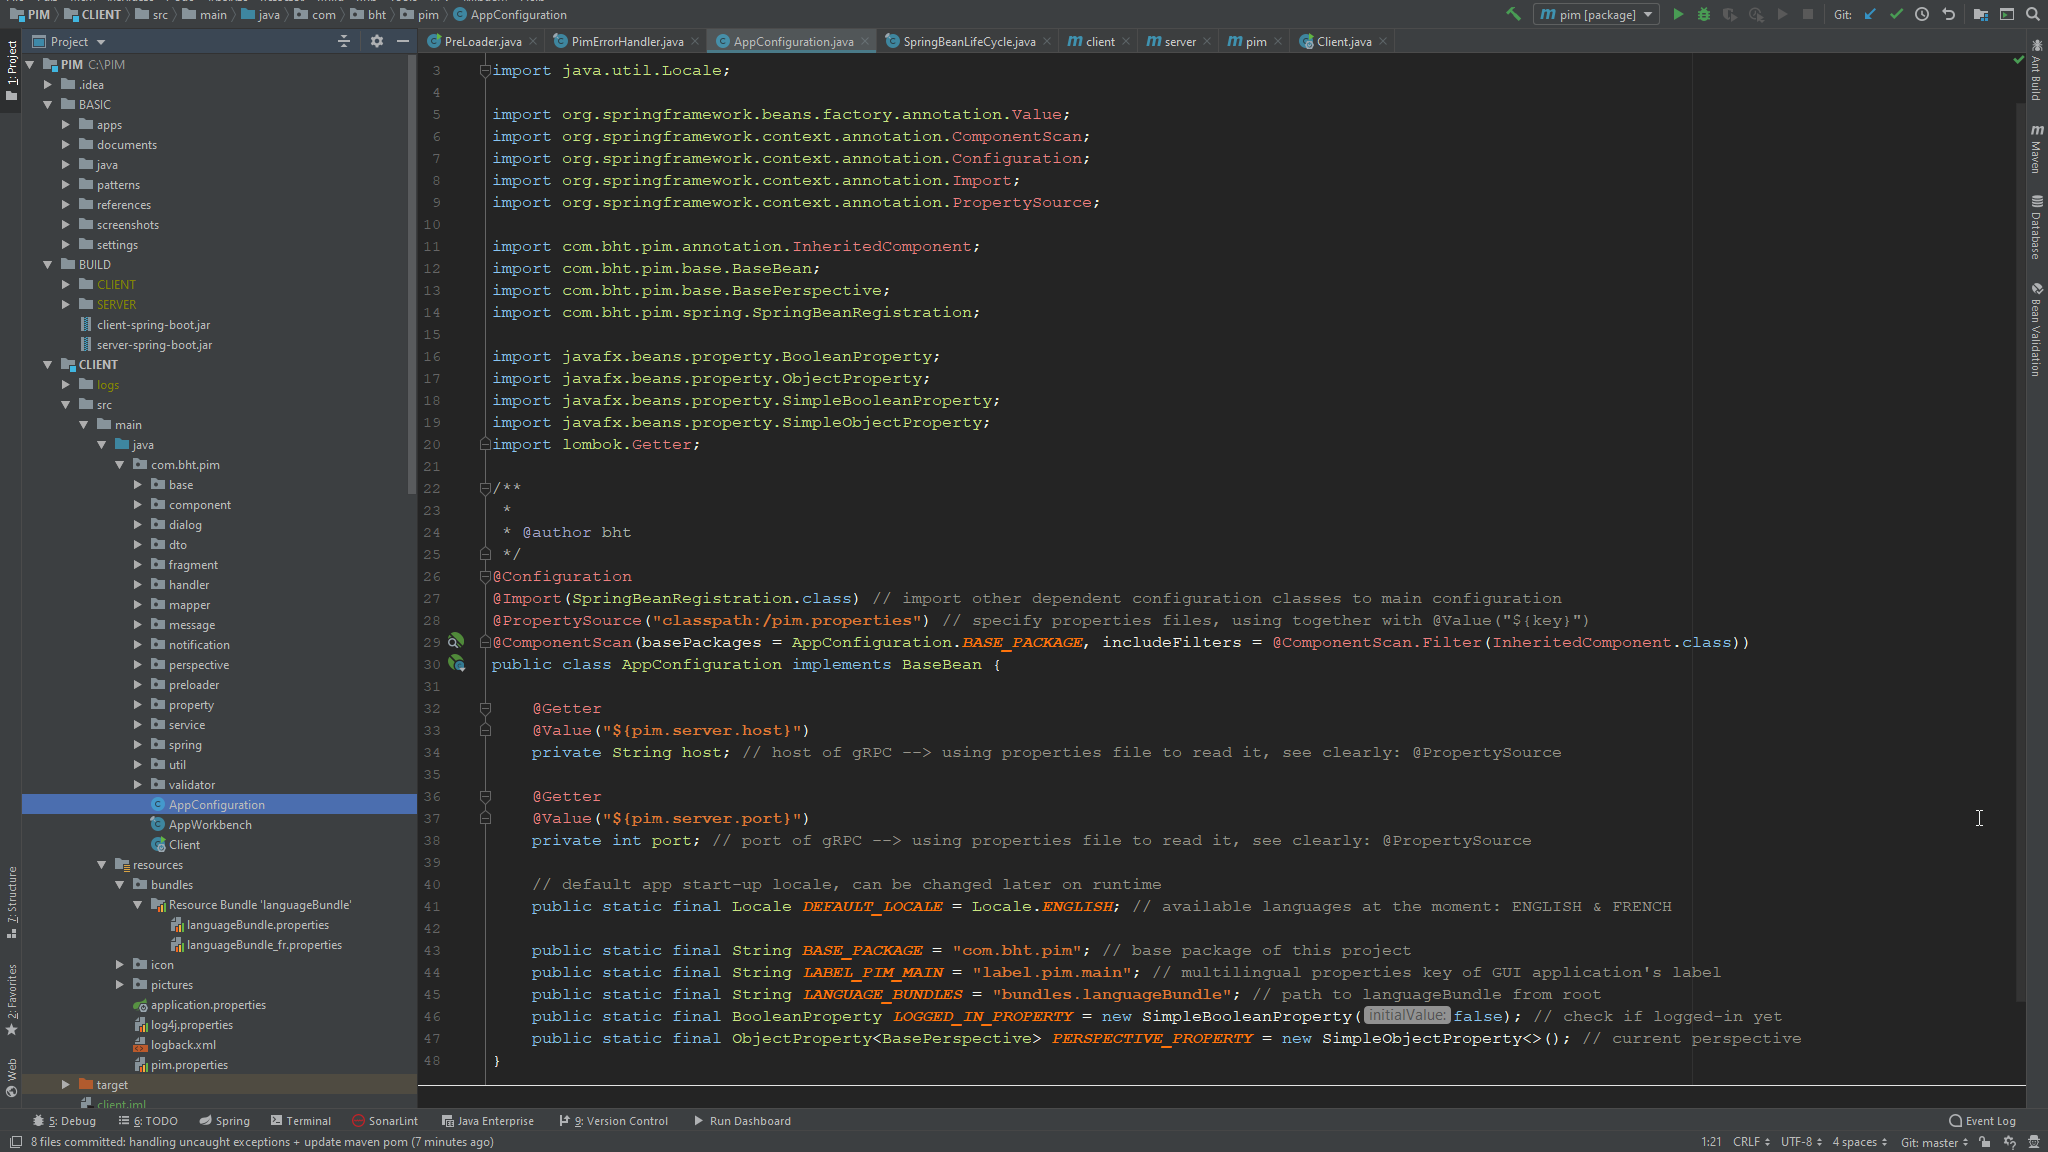 PIM CLIENT src main java com bht pim AppConfiguration
pim [package] Git:
1: Project
Project
PreLoader.java PimErrorHandler.java AppConfiguration.java SpringBeanLifeCycle.java client server pim Client.java
PIM C:\PIM
.idea
BASIC
apps
documents
java
patterns
references
screenshots
settings
BUILD
CLIENT
SERVER
client-spring-boot.jar
server-spring-boot.jar
CLIENT
logs
src
main
java
com.bht.pim
base
component
dialog
dto
fragment
handler
mapper
message
notification
perspective
preloader
property
service
spring
util
validator
AppConfiguration
AppWorkbench
Client
resources
bundles
Resource Bundle 'languageBundle'
languageBundle.properties
languageBundle_fr.properties
icon
pictures
application.properties
log4j.properties
logback.xml
pim.properties
target
client.iml
3 import java.util.Locale;
4
5 import org.springframework.beans.factory.annotation.Value;
6 import org.springframework.context.annotation.ComponentScan;
7 import org.springframework.context.annotation.Configuration;
8 import org.springframework.context.annotation.Import;
9 import org.springframework.context.annotation.PropertySource;
10
11 import com.bht.pim.annotation.InheritedComponent;
12 import com.bht.pim.base.BaseBean;
13 import com.bht.pim.base.BasePerspective;
14 import com.bht.pim.spring.SpringBeanRegistration;
15
16 import javafx.beans.property.BooleanProperty;
17 import javafx.beans.property.ObjectProperty;
18 import javafx.beans.property.SimpleBooleanProperty;
19 import javafx.beans.property.SimpleObjectProperty;
20 import lombok.Getter;
21
22 /**
23 *
24 * @author bht
25 */
26 @Configuration
27 @Import(SpringBeanRegistration.class) // import other dependent configuration classes to main configuration
28 @PropertySource("classpath:/pim.properties") // specify properties files, using together with @Value("${key}")
29 @ComponentScan(basePackages = AppConfiguration.BASE_PACKAGE, includeFilters = @ComponentScan.Filter(InheritedComponent.class))
30 public class AppConfiguration implements BaseBean {
31
32 @Getter
33 @Value("${pim.server.host}")
34 private String host; // host of gRPC --> using properties file to read it, see clearly: @PropertySource
35
36 @Getter
37 @Value("${pim.server.port}")
38 private int port; // port of gRPC --> using properties file to read it, see clearly: @PropertySource
39
40 // default app start-up locale, can be changed later on runtime
41 public static final Locale DEFAULT_LOCALE = Locale.ENGLISH; // available languages at the moment: ENGLISH & FRENCH
42
43 public static final String BASE_PACKAGE = "com.bht.pim"; // base package of this project
44 public static final String LABEL_PIM_MAIN = "label.pim.main"; // multilingual properties key of GUI application's label
45 public static final String LANGUAGE_BUNDLES = "bundles.languageBundle"; // path to languageBundle from root
46 public static final BooleanProperty LOGGED_IN_PROPERTY = new SimpleBooleanProperty( initialValue: false); // check if logged-in yet
47 public static final ObjectProperty<BasePerspective> PERSPECTIVE_PROPERTY = new SimpleObjectProperty<>(); // current perspective
48 }
Ant Build
Maven
Database
Bean Validation
7: Structure
2: Favorites
Web
5: Debug 6: TODO Spring Terminal SonarLint Java Enterprise 9: Version Control Run Dashboard Event Log
8 files committed: handling uncaught exceptions + update maven pom (7 minutes ago) 1:21 CRLF UTF-8 4 spaces Git: master